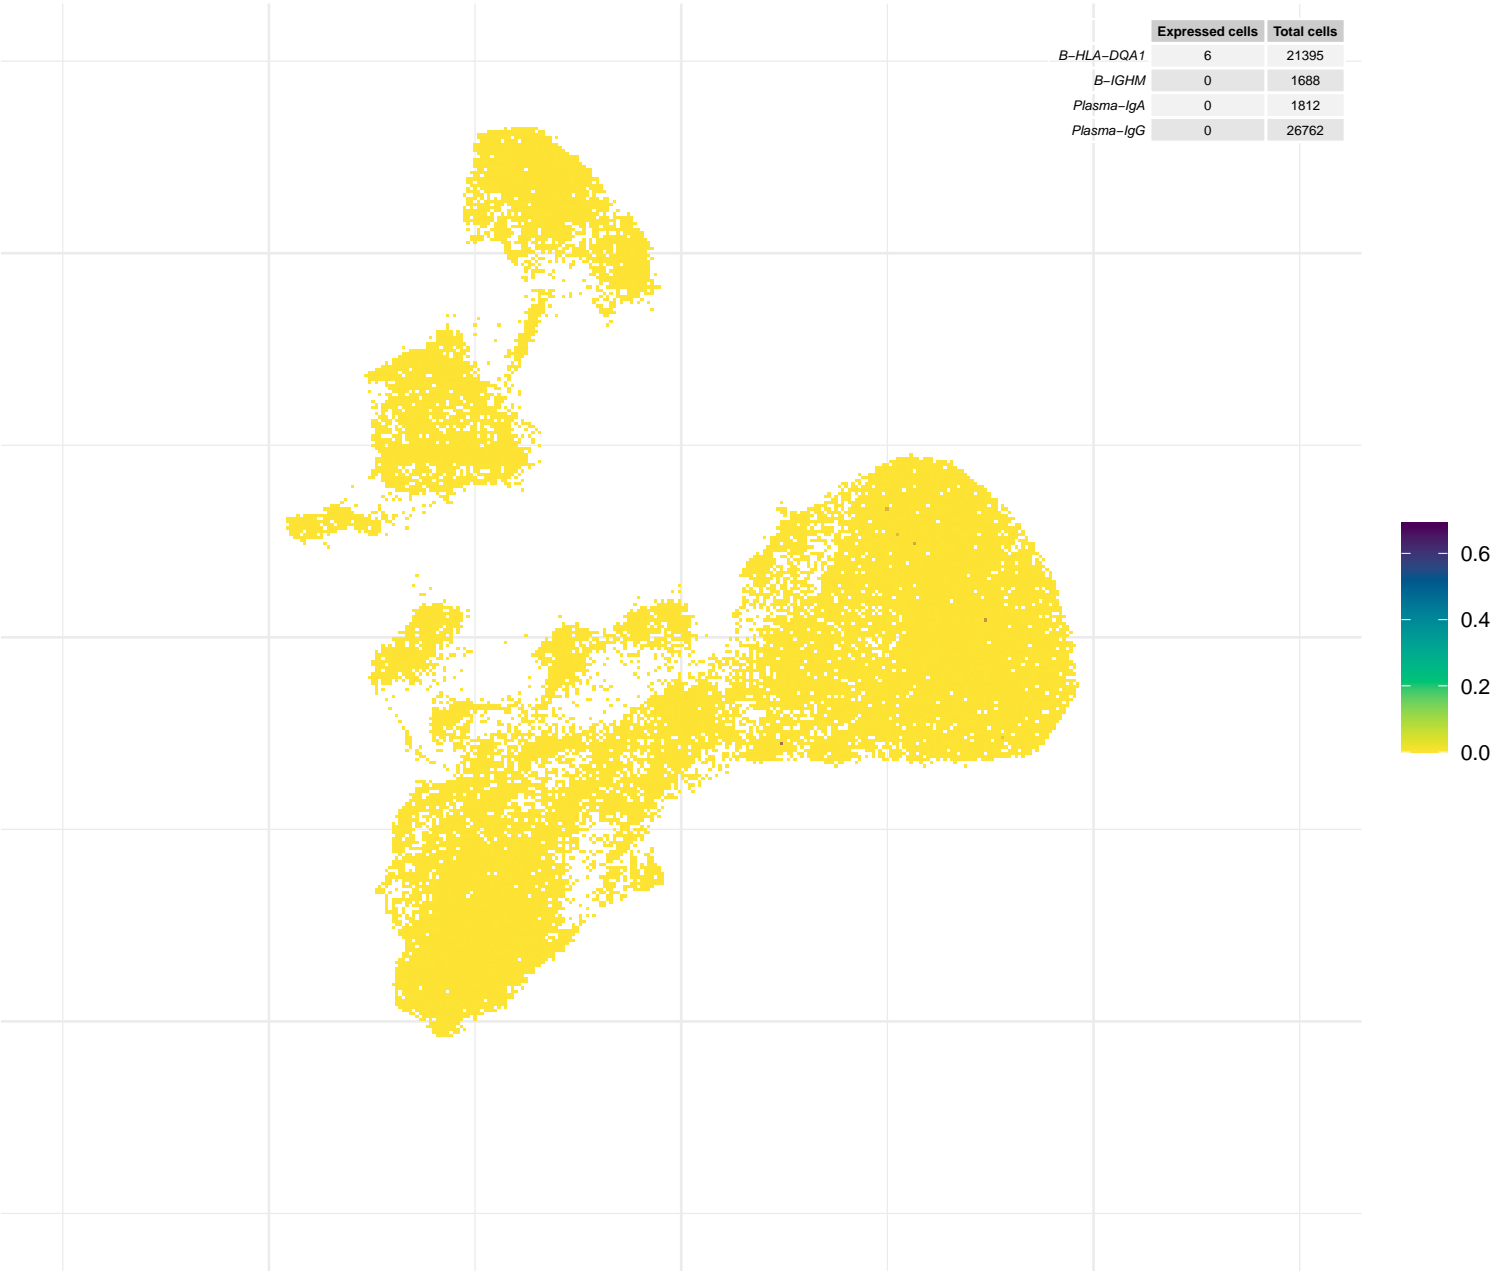 Expressed cells Total cells
B−HLA−DQA1 6 21395
B−IGHM 0 1688
Plasma−IgA 0 1812
Plasma−IgG 0 26762
0.6
0.4
0.2
0.0